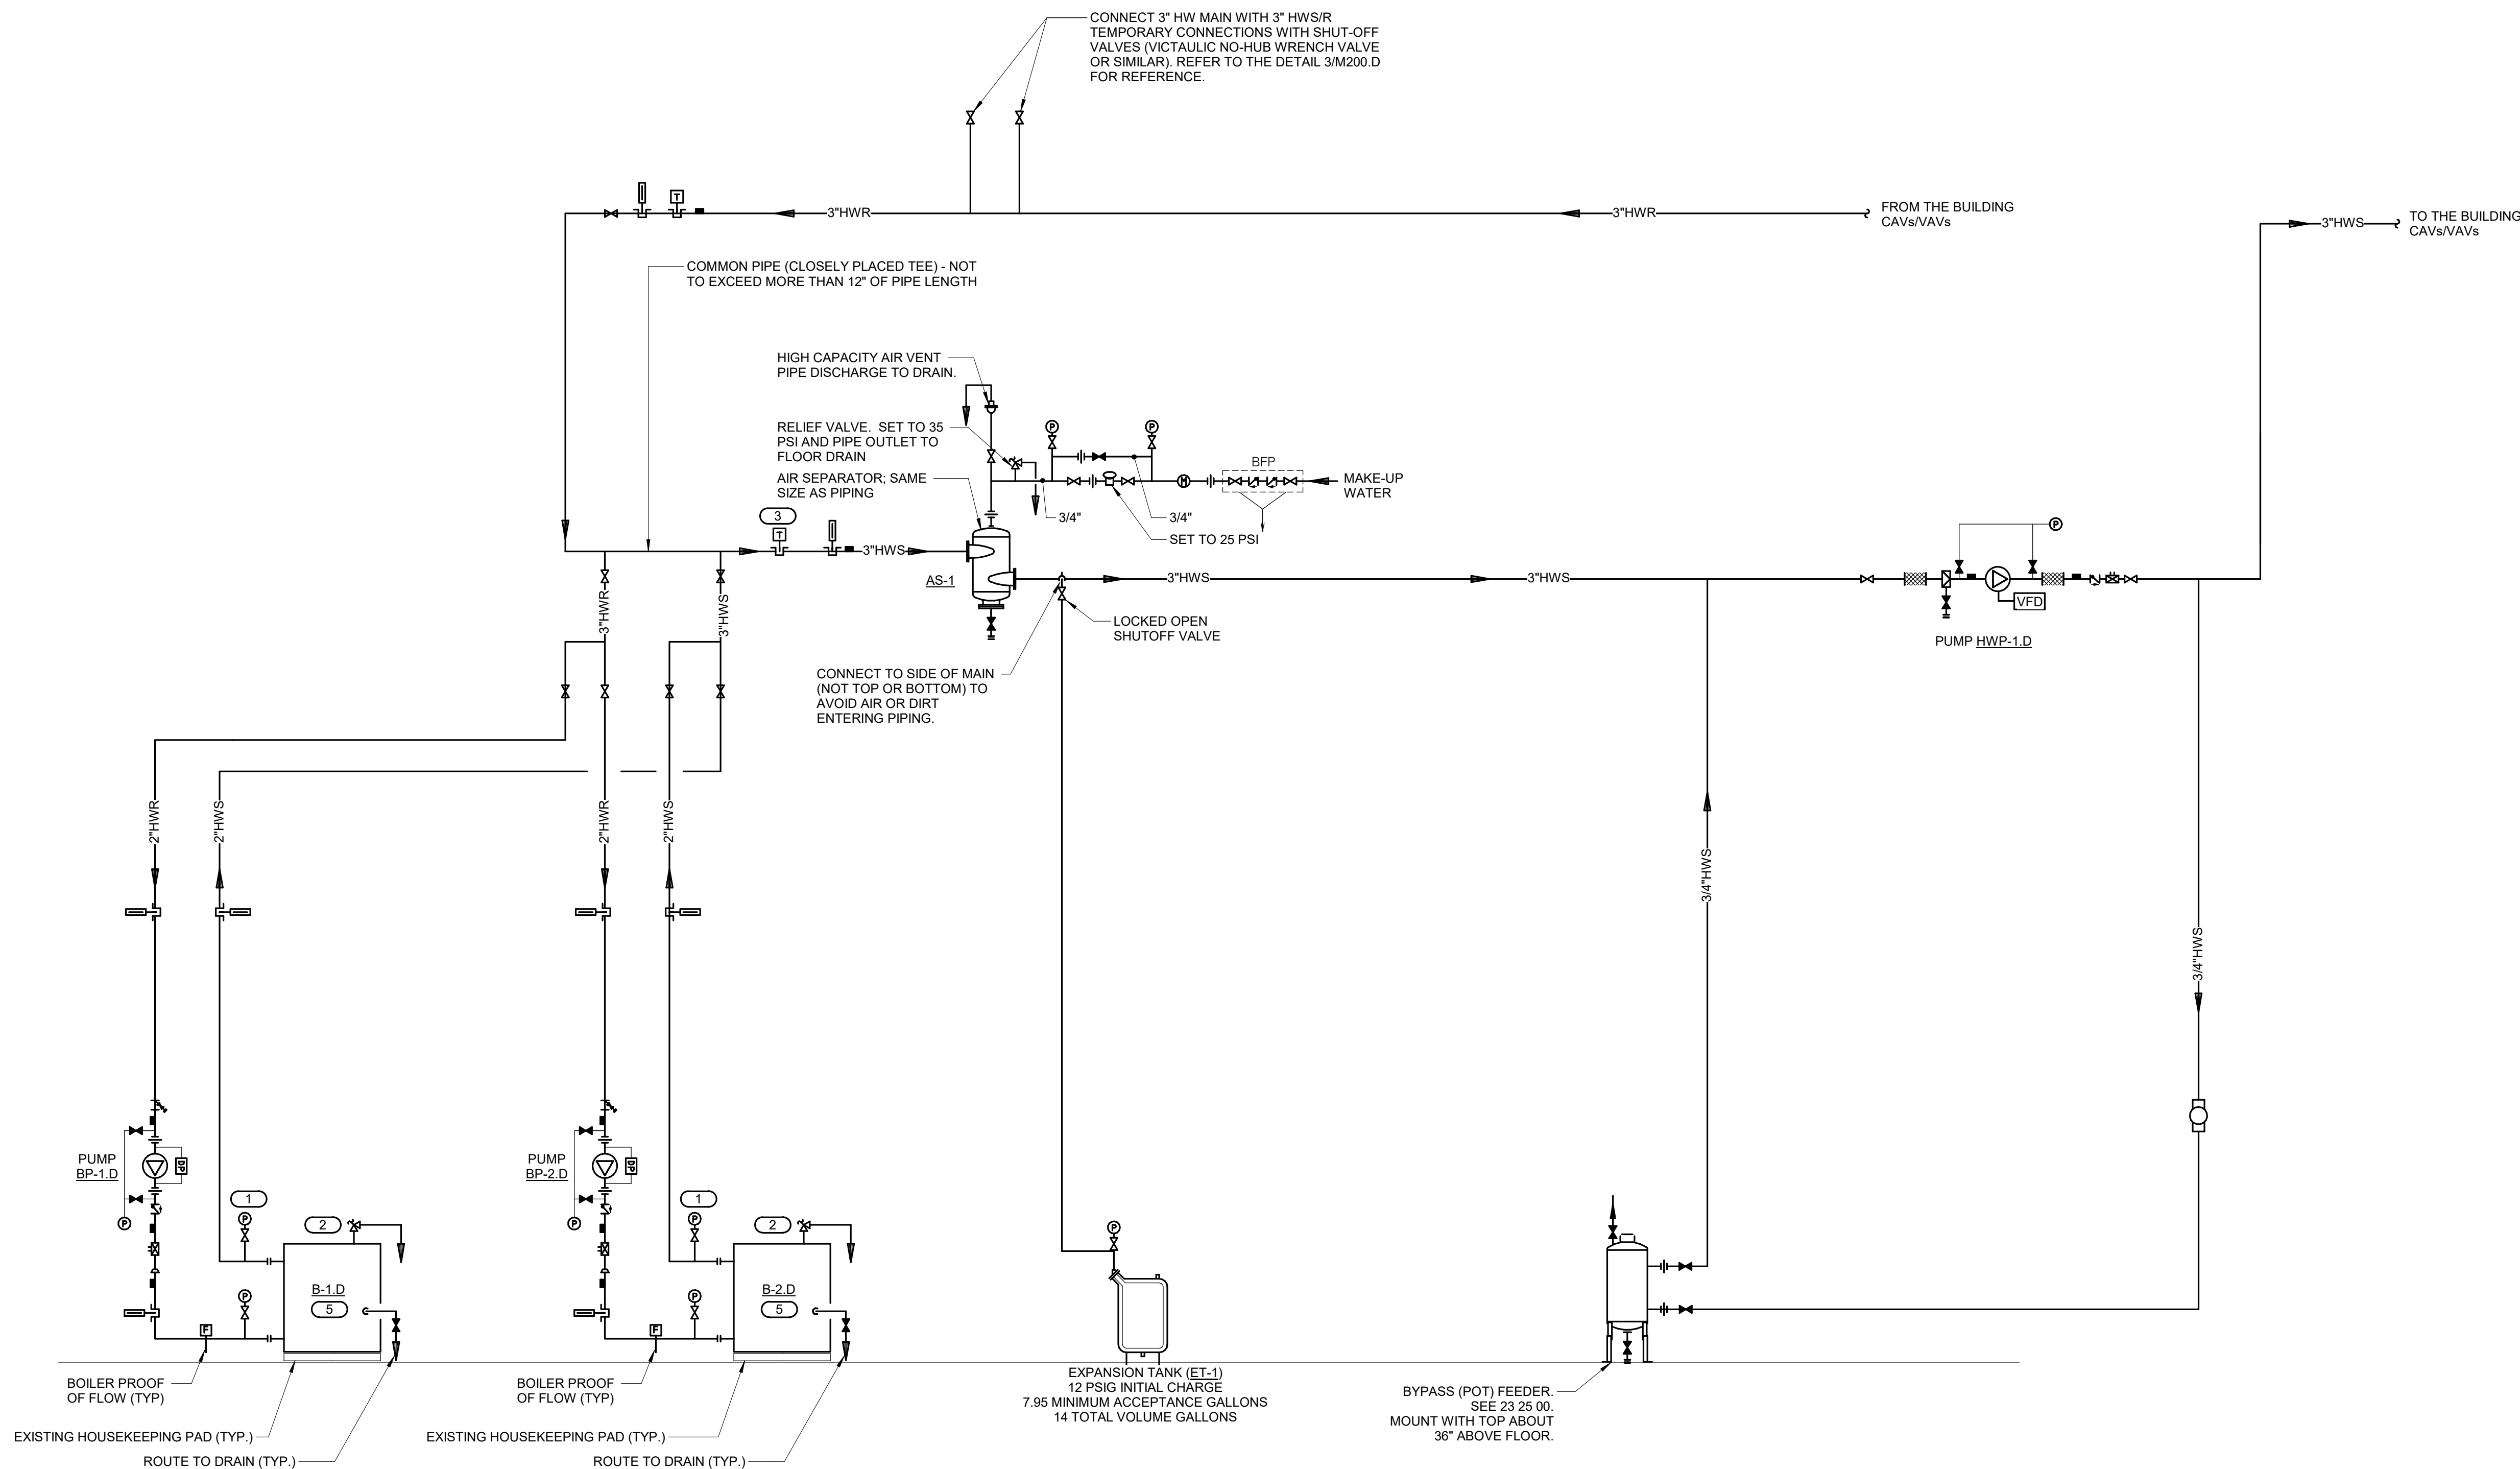 CONNECT 3" HW MAIN WITH 3" HWS/R
TEMPORARY CONNECTIONS WITH SHUT-OFF
VALVES (VICTAULIC NO-HUB WRENCH VALVE
OR SIMILAR). REFER TO THE DETAIL 3/M200.D
FOR REFERENCE.
T
3"HWR
3"HWR
FROM THE BUILDING
CAVs/VAVs
3"HWS
TO THE BUILDING
CAVs/VAVs
COMMON PIPE (CLOSELY PLACED TEE) - NOT
TO EXCEED MORE THAN 12" OF PIPE LENGTH
HIGH CAPACITY AIR VENT
PIPE DISCHARGE TO DRAIN.
RELIEF VALVE. SET TO 35
PSI AND PIPE OUTLET TO
FLOOR DRAIN
AIR SEPARATOR; SAME
SIZE AS PIPING
P
P
BFP
M
MAKE-UP
WATER
3/4"
3/4"
SET TO 25 PSI
3
T
3"HWS
AS-1
3"HWS
3"HWS
P
VFD
PUMP HWP-1.D
3"HWR
3"HWS
LOCKED OPEN
SHUTOFF VALVE
CONNECT TO SIDE OF MAIN
(NOT TOP OR BOTTOM) TO
AVOID AIR OR DIRT
ENTERING PIPING.
2"HWR
2"HWS
2"HWR
2"HWS
3/4"HWS
3/4"HWS
PUMP
BP-1.D
DP
P
1
P
2
B-1.D
5
P
F
PUMP
BP-2.D
DP
P
1
P
2
B-2.D
5
P
F
P
BOILER PROOF
OF FLOW (TYP)
EXISTING HOUSEKEEPING PAD (TYP.)
ROUTE TO DRAIN (TYP.)
BOILER PROOF
OF FLOW (TYP)
EXISTING HOUSEKEEPING PAD (TYP.)
ROUTE TO DRAIN (TYP.)
EXPANSION TANK (ET-1)
12 PSIG INITIAL CHARGE
7.95 MINIMUM ACCEPTANCE GALLONS
14 TOTAL VOLUME GALLONS
BYPASS (POT) FEEDER.
SEE 23 25 00.
MOUNT WITH TOP ABOUT
36" ABOVE FLOOR.